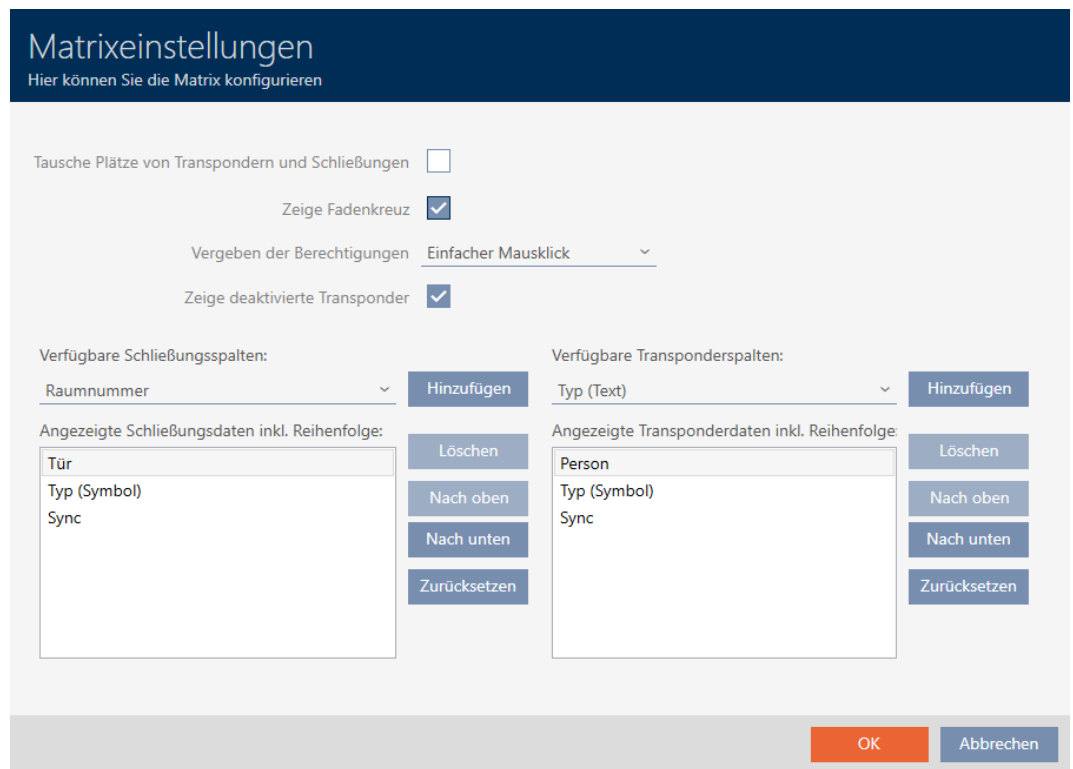 Matrixeinstellungen
Hier können Sie die Matrix konfigurieren
Tausche Plätze von Transpondern und Schließungen
Zeige Fadenkreuz
Vergeben der Berechtigungen Einfacher Mausklick
Zeige deaktivierte Transponder
Verfügbare Schließungsspalten:
Raumnummer
Hinzufügen
Angezeigte Schließungsdaten inkl. Reihenfolge:
Tür
Typ (Symbol)
Sync
Löschen
Nach oben
Nach unten
Zurücksetzen
Verfügbare Transponderspalten:
Typ (Text)
Hinzufügen
Angezeigte Transponderdaten inkl. Reihenfolge:
Person
Typ (Symbol)
Sync
Löschen
Nach oben
Nach unten
Zurücksetzen
OK
Abbrechen